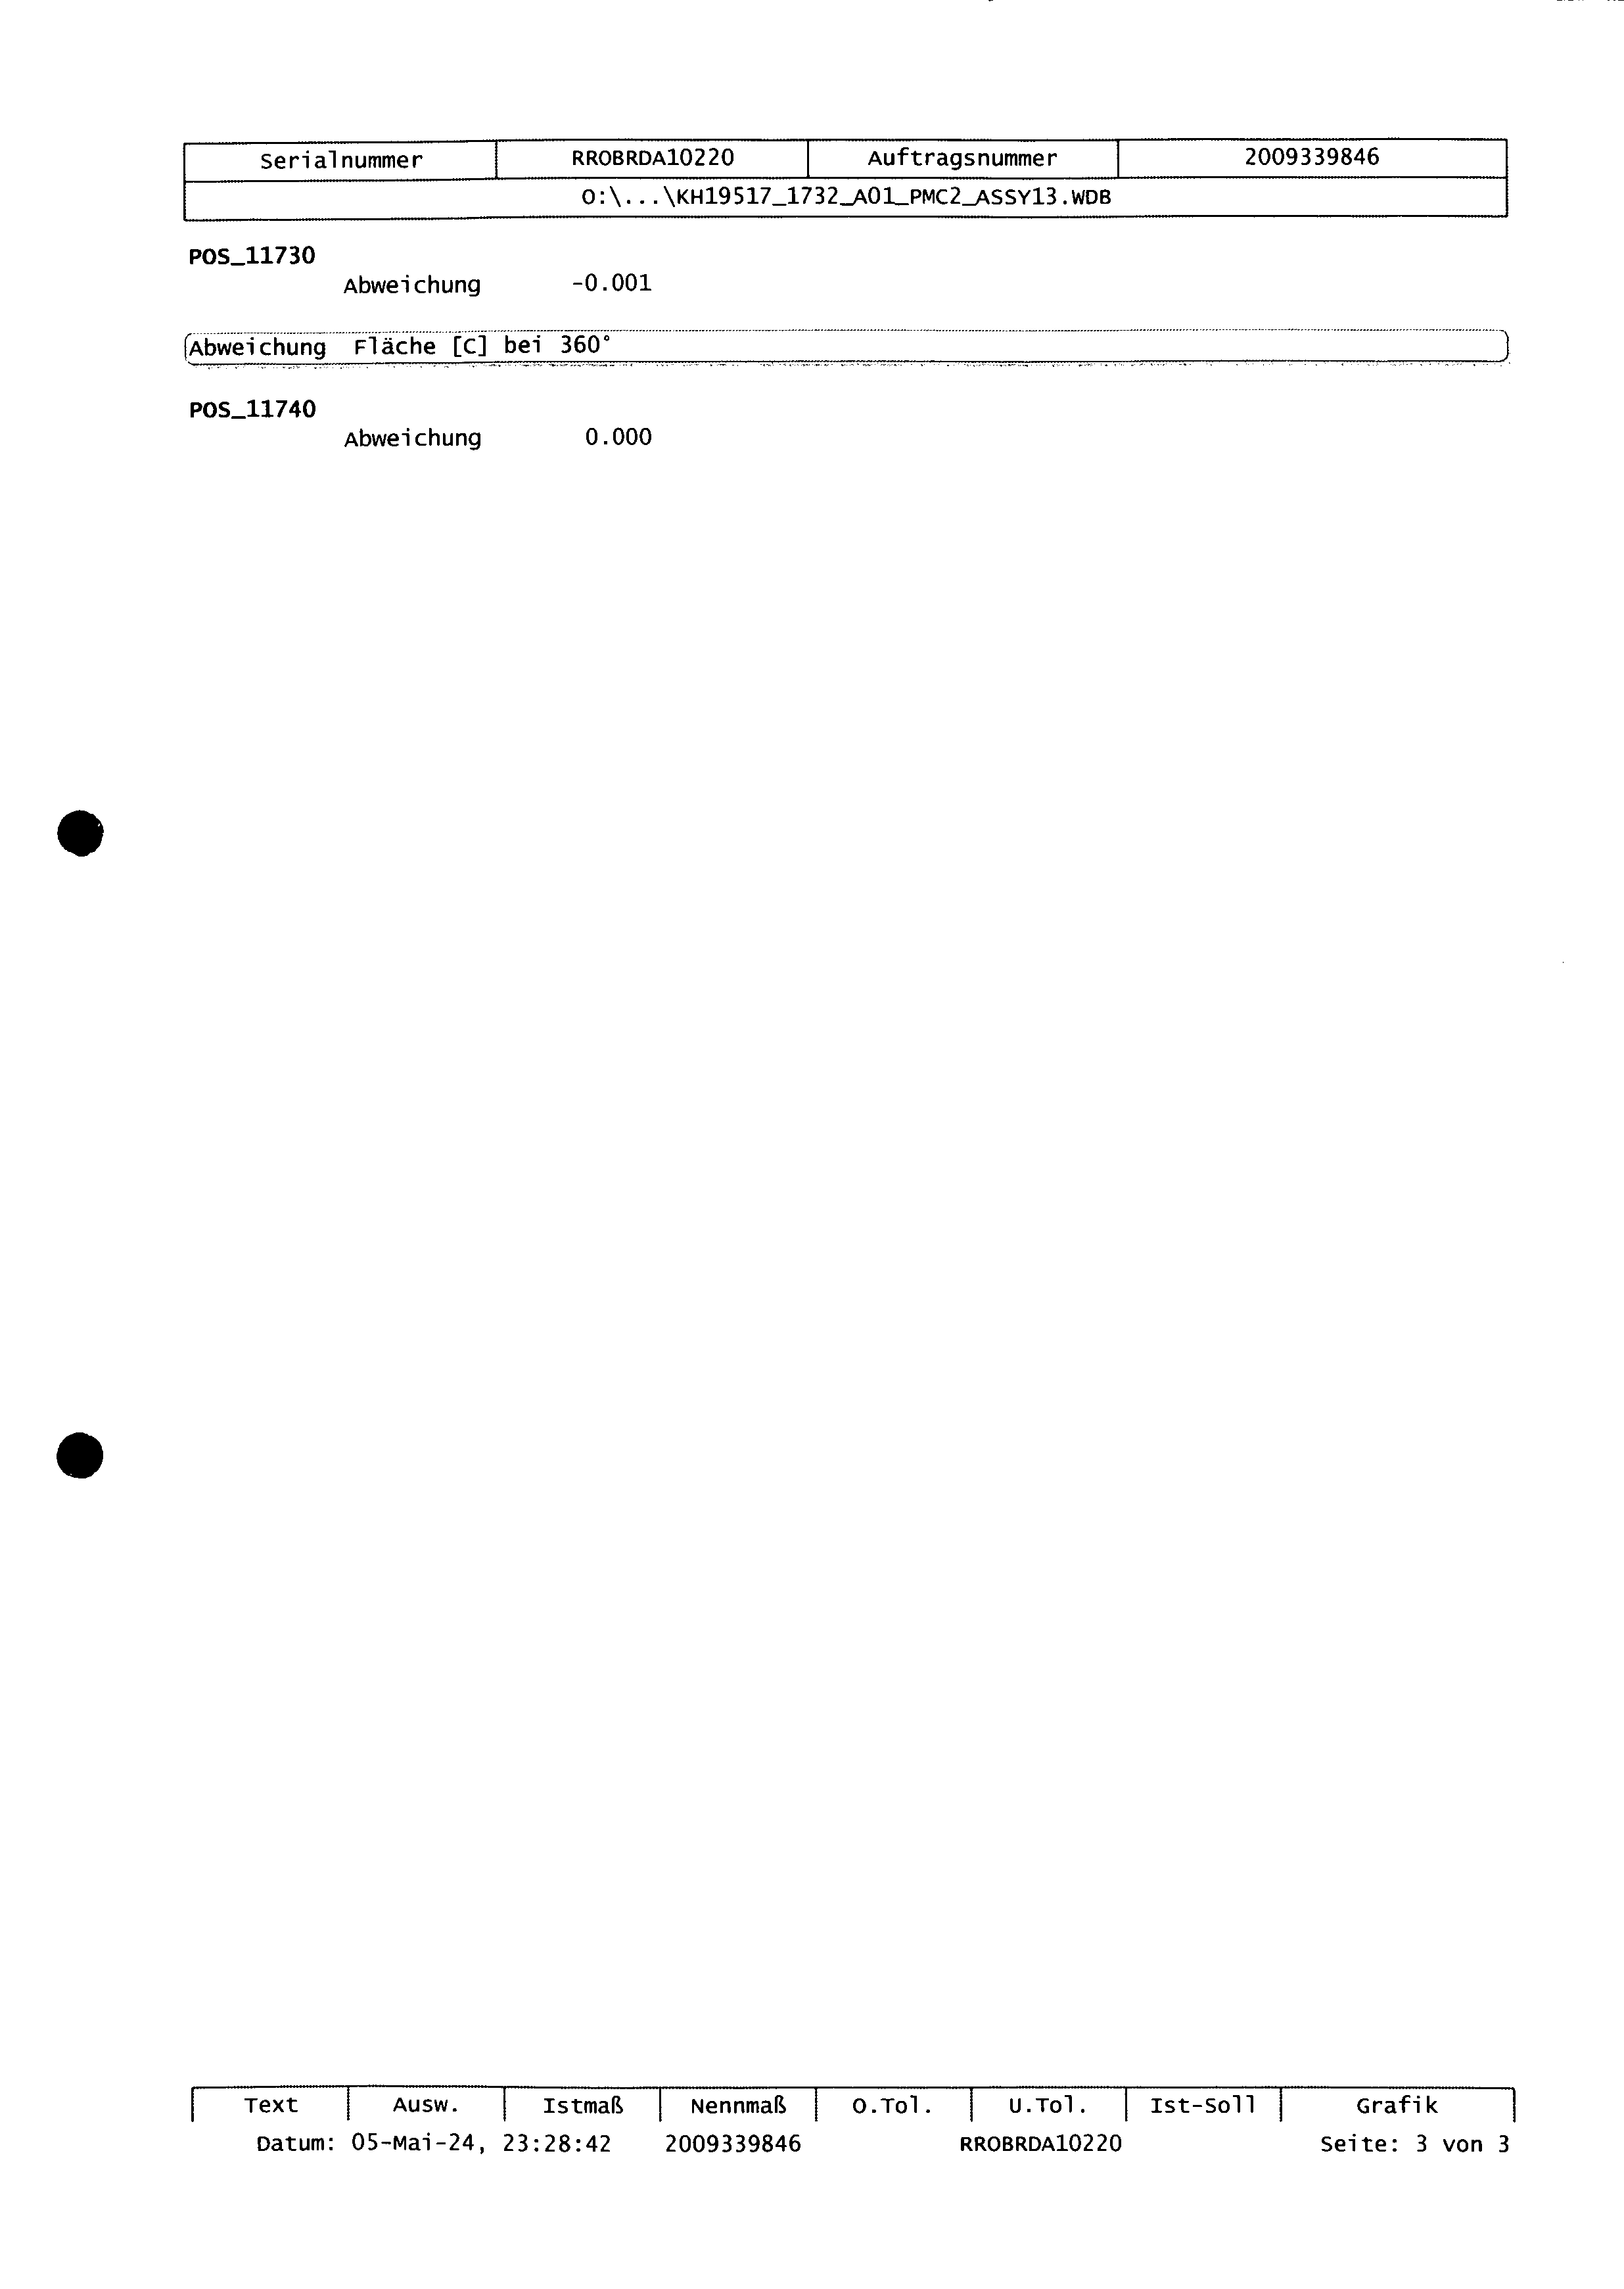 Serialnummer RROBRDA10220 Auftragsnummer 2009339846
O:\...\KH19517_1732_A01_PMC2_ASSY13.WDB
POS_11730
Abweichung -0.001
Abweichung Fläche [C] bei 360°
POS_11740
Abweichung 0.000
Text Ausw. Istmaß Nennmaß O.Tol. U.Tol. Ist-Soll Grafik
Datum: 05-Mai-24, 23:28:42 2009339846 RROBRDA10220 Seite: 3 von 3